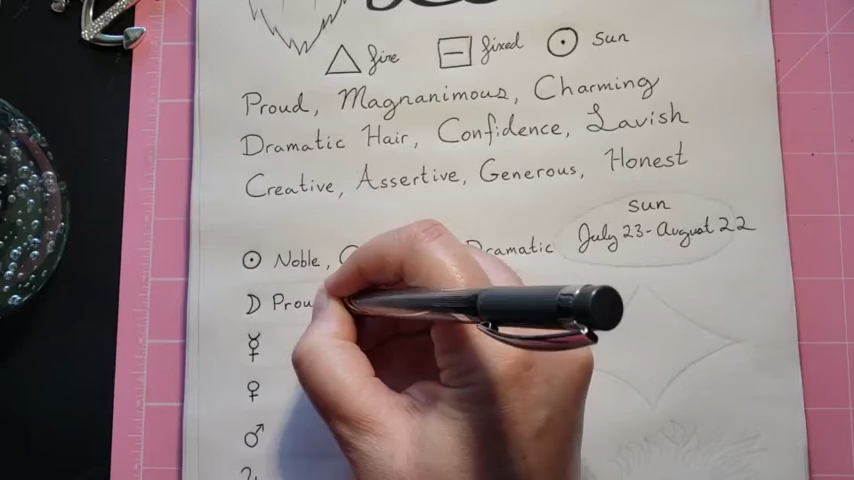 fire fixed Sun
Proud, Magnanimous, Charming
Dramatic Hair, Confidence, Lavish
Creative, Assertive, Generous, Honest
Sun
July 23-August 22
☉ Noble, Dramatic
☽ Prou
☿
♀
♂